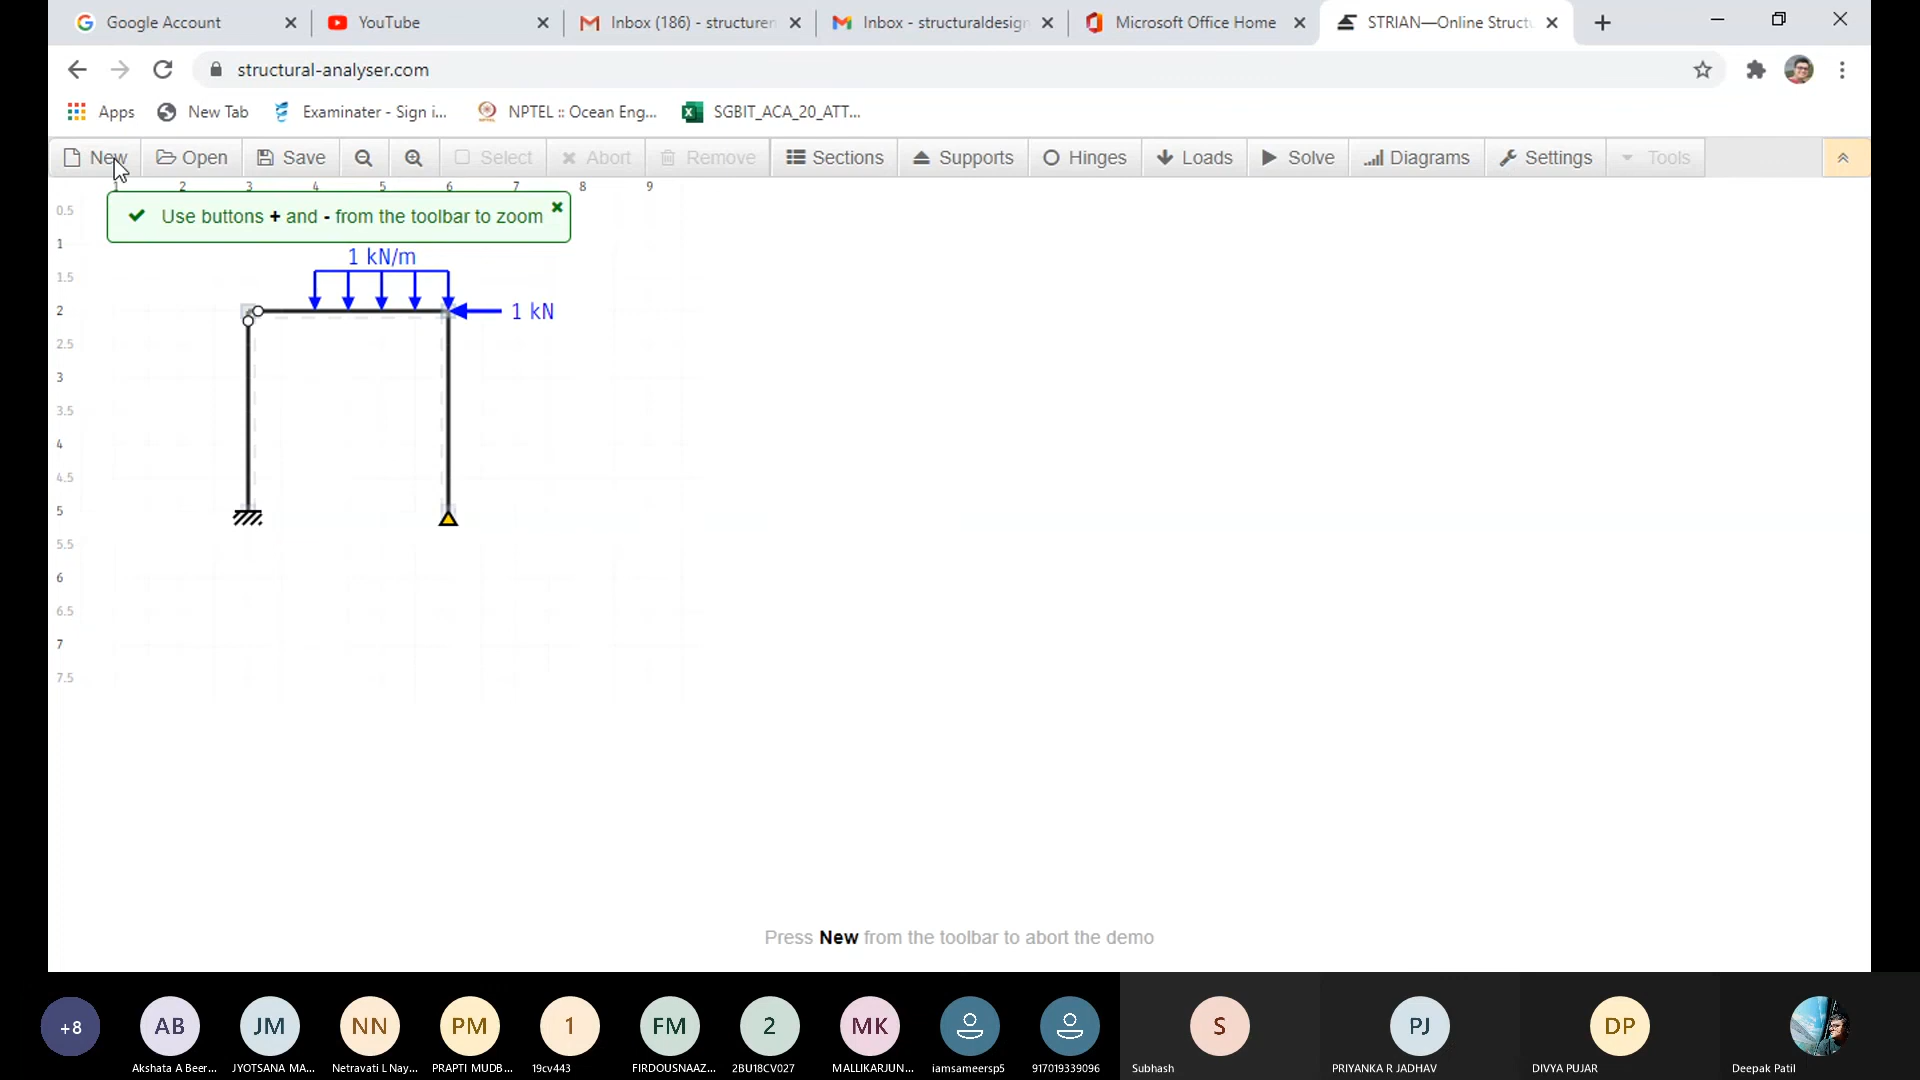 Google Account
YouTube
Inbox (186) - structuren
Inbox - structuraldesign
Microsoft Office Home
STRIAN—Online Structu
structural-analyser.com
Apps
New Tab
Examinater - Sign i...
NPTEL :: Ocean Eng...
SGBIT_ACA_20_ATT...
New
Open
Save
Select
Abort
Remove
Sections
Supports
Hinges
Loads
Solve
Diagrams
Settings
Tools
1 2 3 4 5 6 7 8 9
0.5
Use buttons + and - from the toolbar to zoom
1
1 kN/m
1.5
2
1 kN
2.5
3
3.5
4
4.5
5
5.5
6
6.5
7
7.5
Press New from the toolbar to abort the demo
+8
AB
JM
NN
PM
1
FM
2
MK
S
PJ
DP
Akshata A Beer...
JYOTSANA MA...
Netravati L Nay...
PRAPTI MUDB...
19cv443
FIRDOUSNAAZ...
2BU18CV027
MALLIKARJUN...
iamsameersp5
917019339096
Subhash
PRIYANKA R JADHAV
DIVYA PUJAR
Deepak Patil